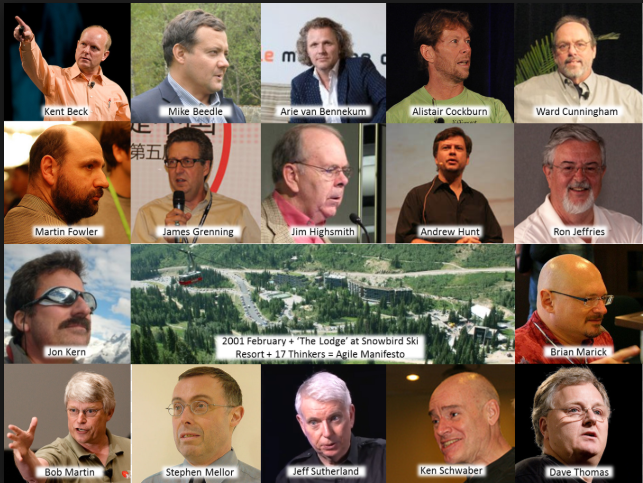 Kent Beck
Mike Beedle
Arie van Bennekum
Alistair Cockburn
Ward Cunningham
第五
Martin Fowler
James Grenning
Jim Highsmith
Andrew Hunt
Ron Jeffries
Jon Kern
2001 February + 'The Lodge' at Snowbird Ski
Resort + 17 Thinkers = Agile Manifesto
Brian Marick
Bob Martin
Stephen Mellor
Jeff Sutherland
Ken Schwaber
Dave Thomas